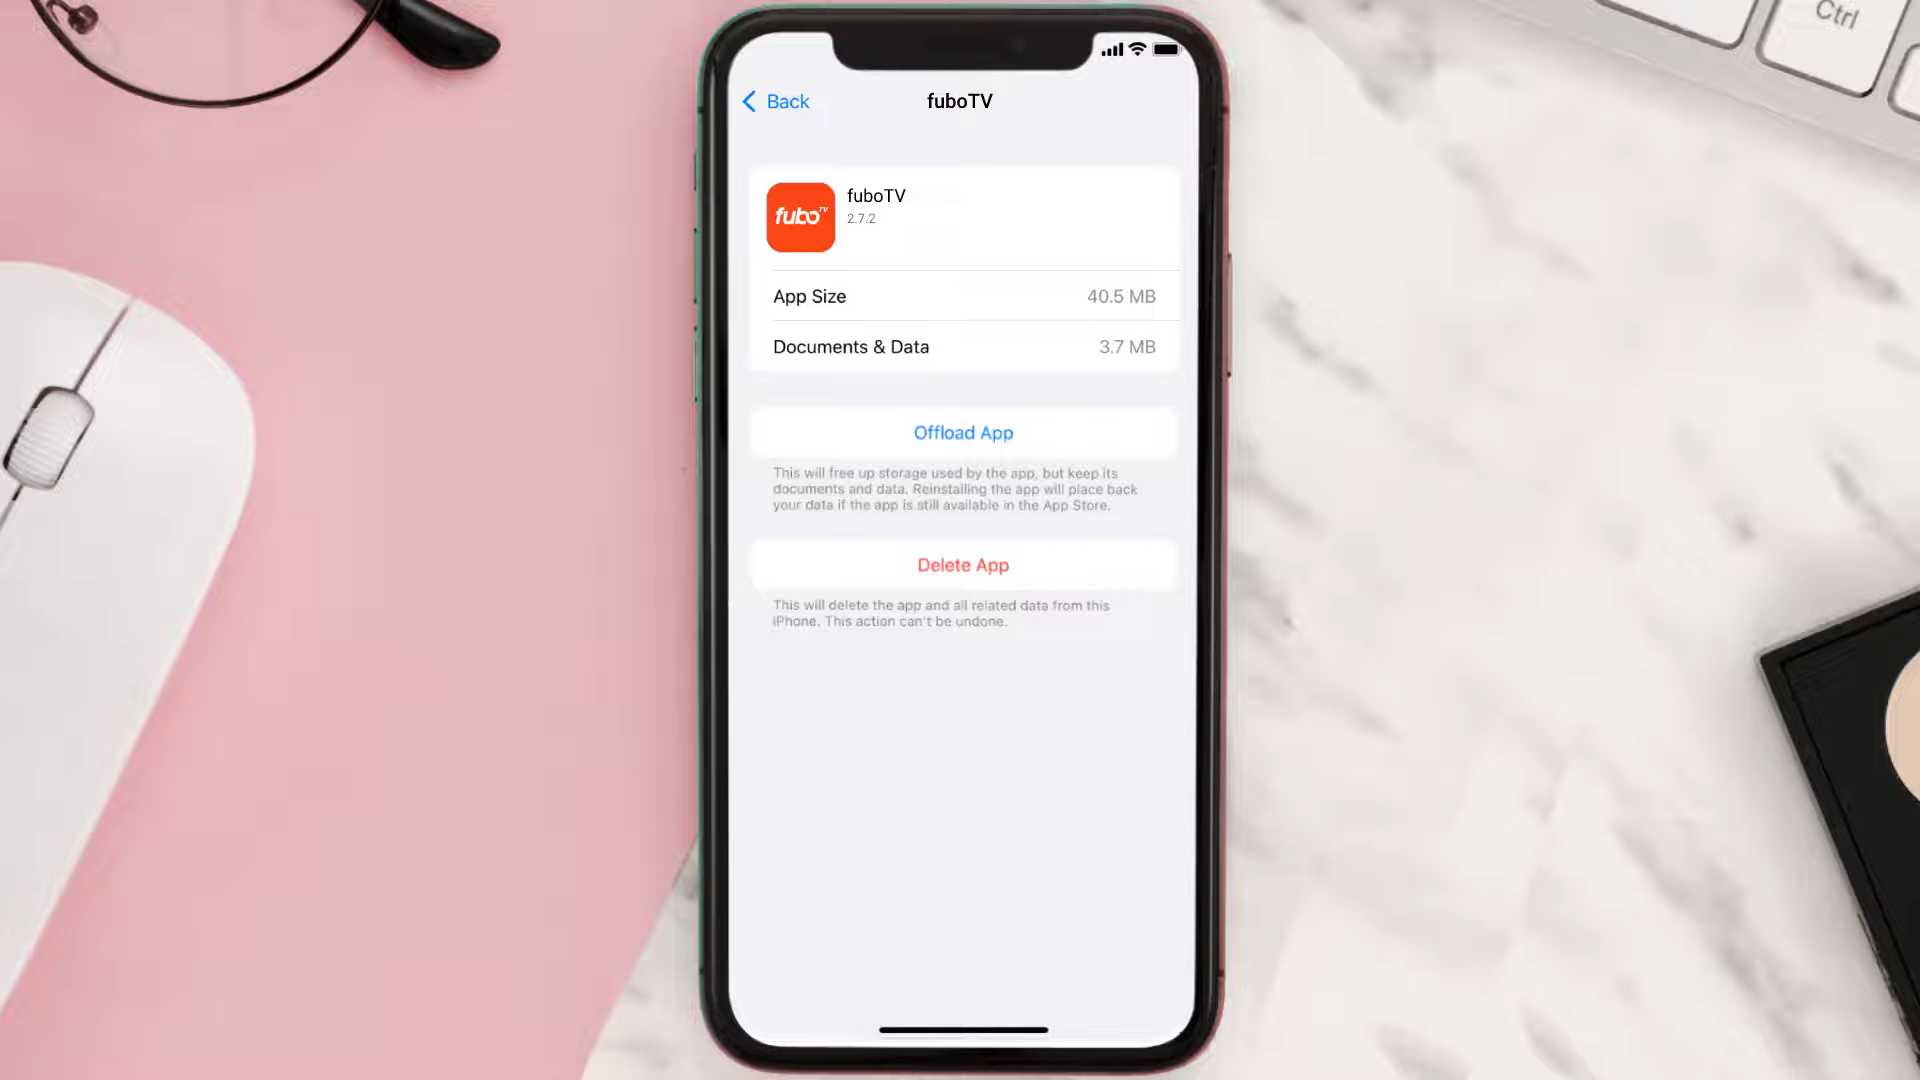 Ctrl
Back
fuboTV
fubo TV
fuboTV
2.7.2
App Size
40.5 MB
Documents & Data
3.7 MB
Offload App
This will free up storage used by the app, but keep its
documents and data. Reinstalling the app will place back
your data if the app is still available in the App Store.
Delete App
This will delete the app and all related data from this
iPhone. This action can't be undone.